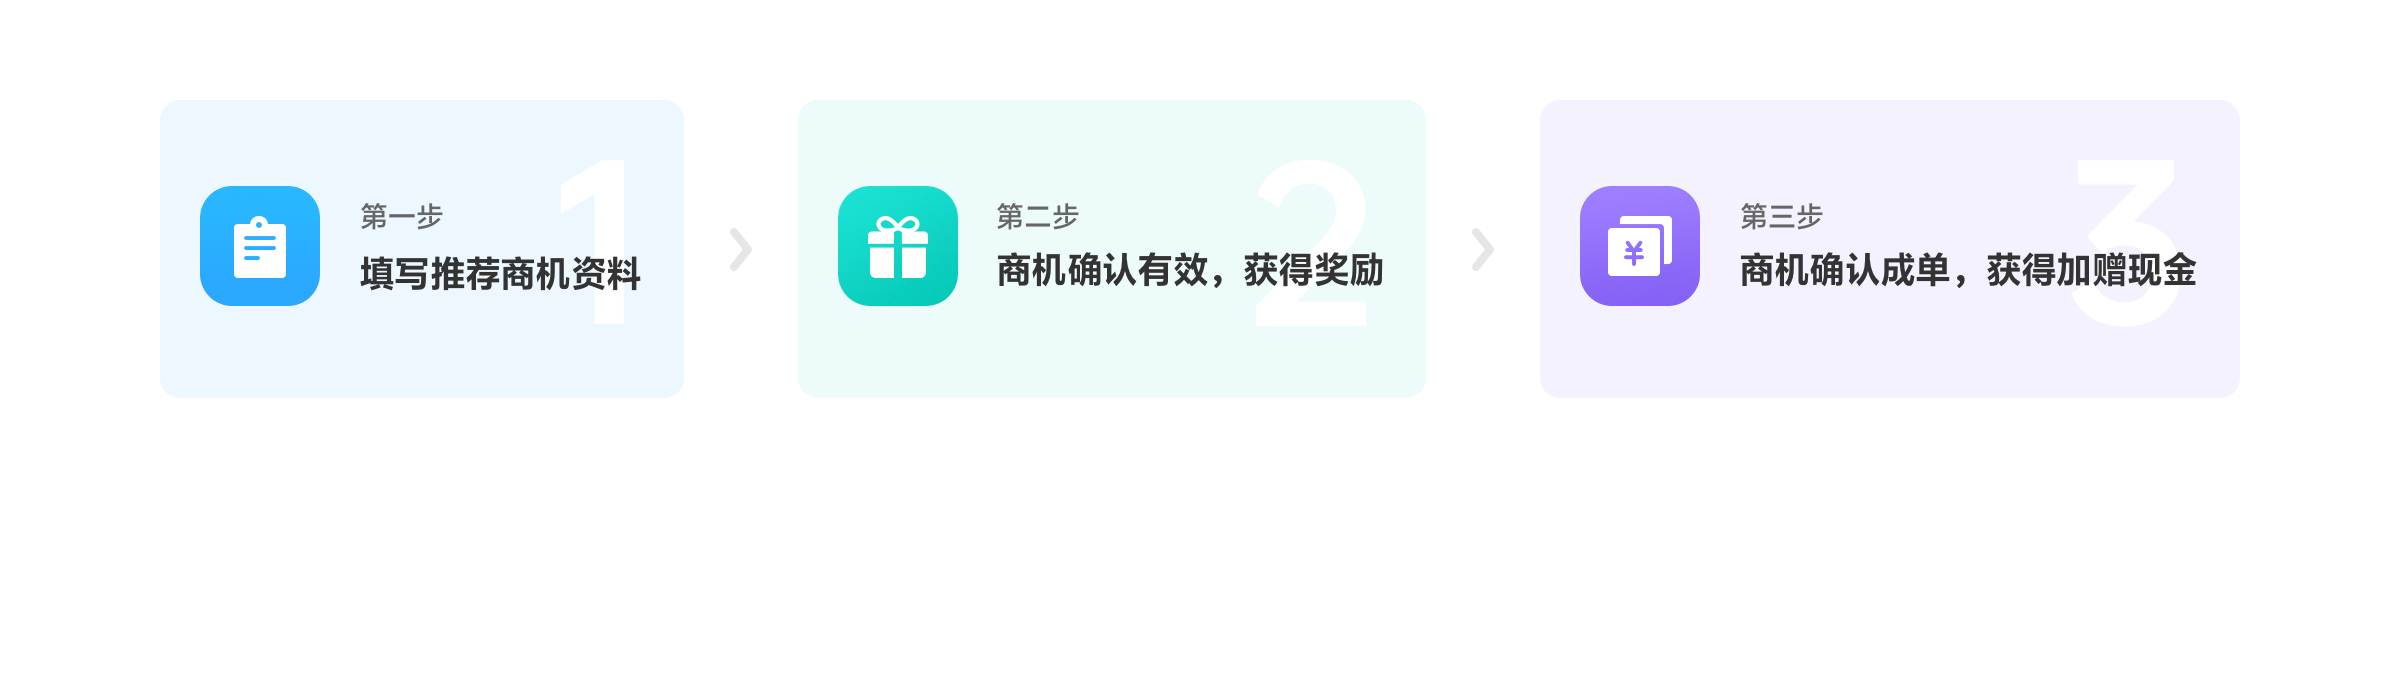 1
第一步
填写推荐商机资料
2
第二步
商机确认有效，获得奖励
3
第三步
商机确认成单，获得加赠现金
¥